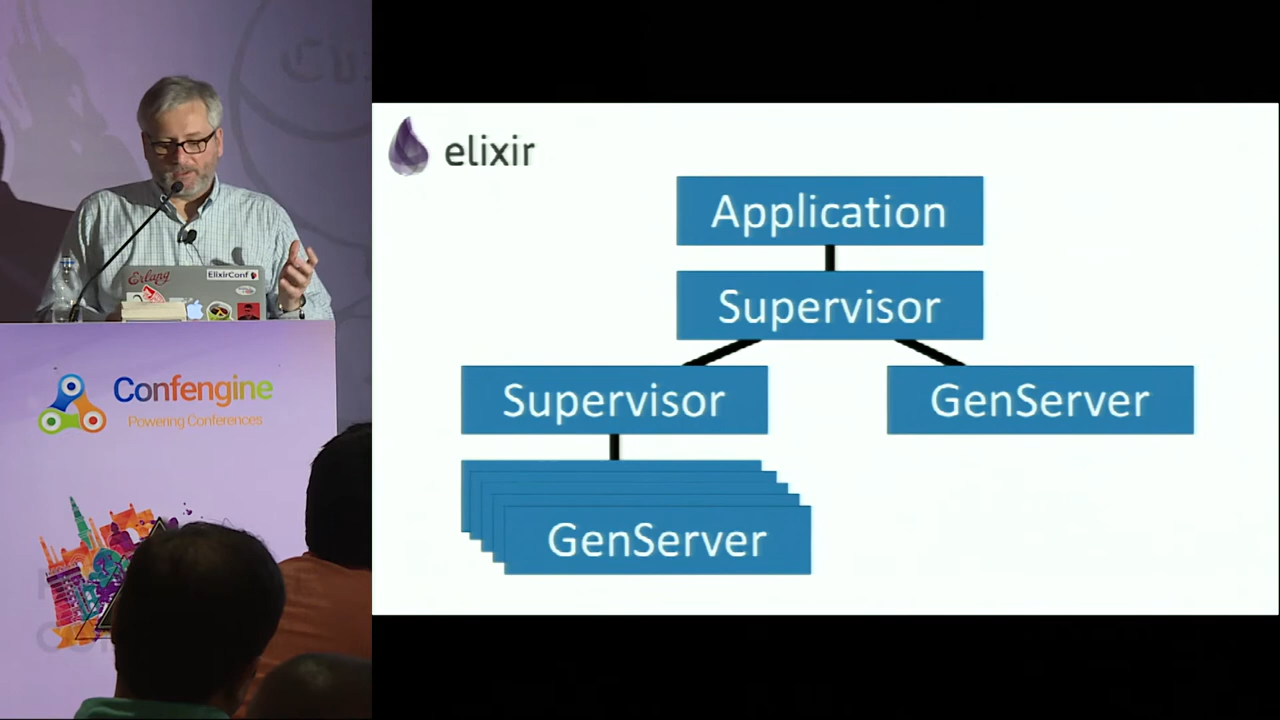 elixir
Application
Supervisor
Supervisor
GenServer
GenServer
Erlang
ElixirConf
Confengine
Powering Conferences